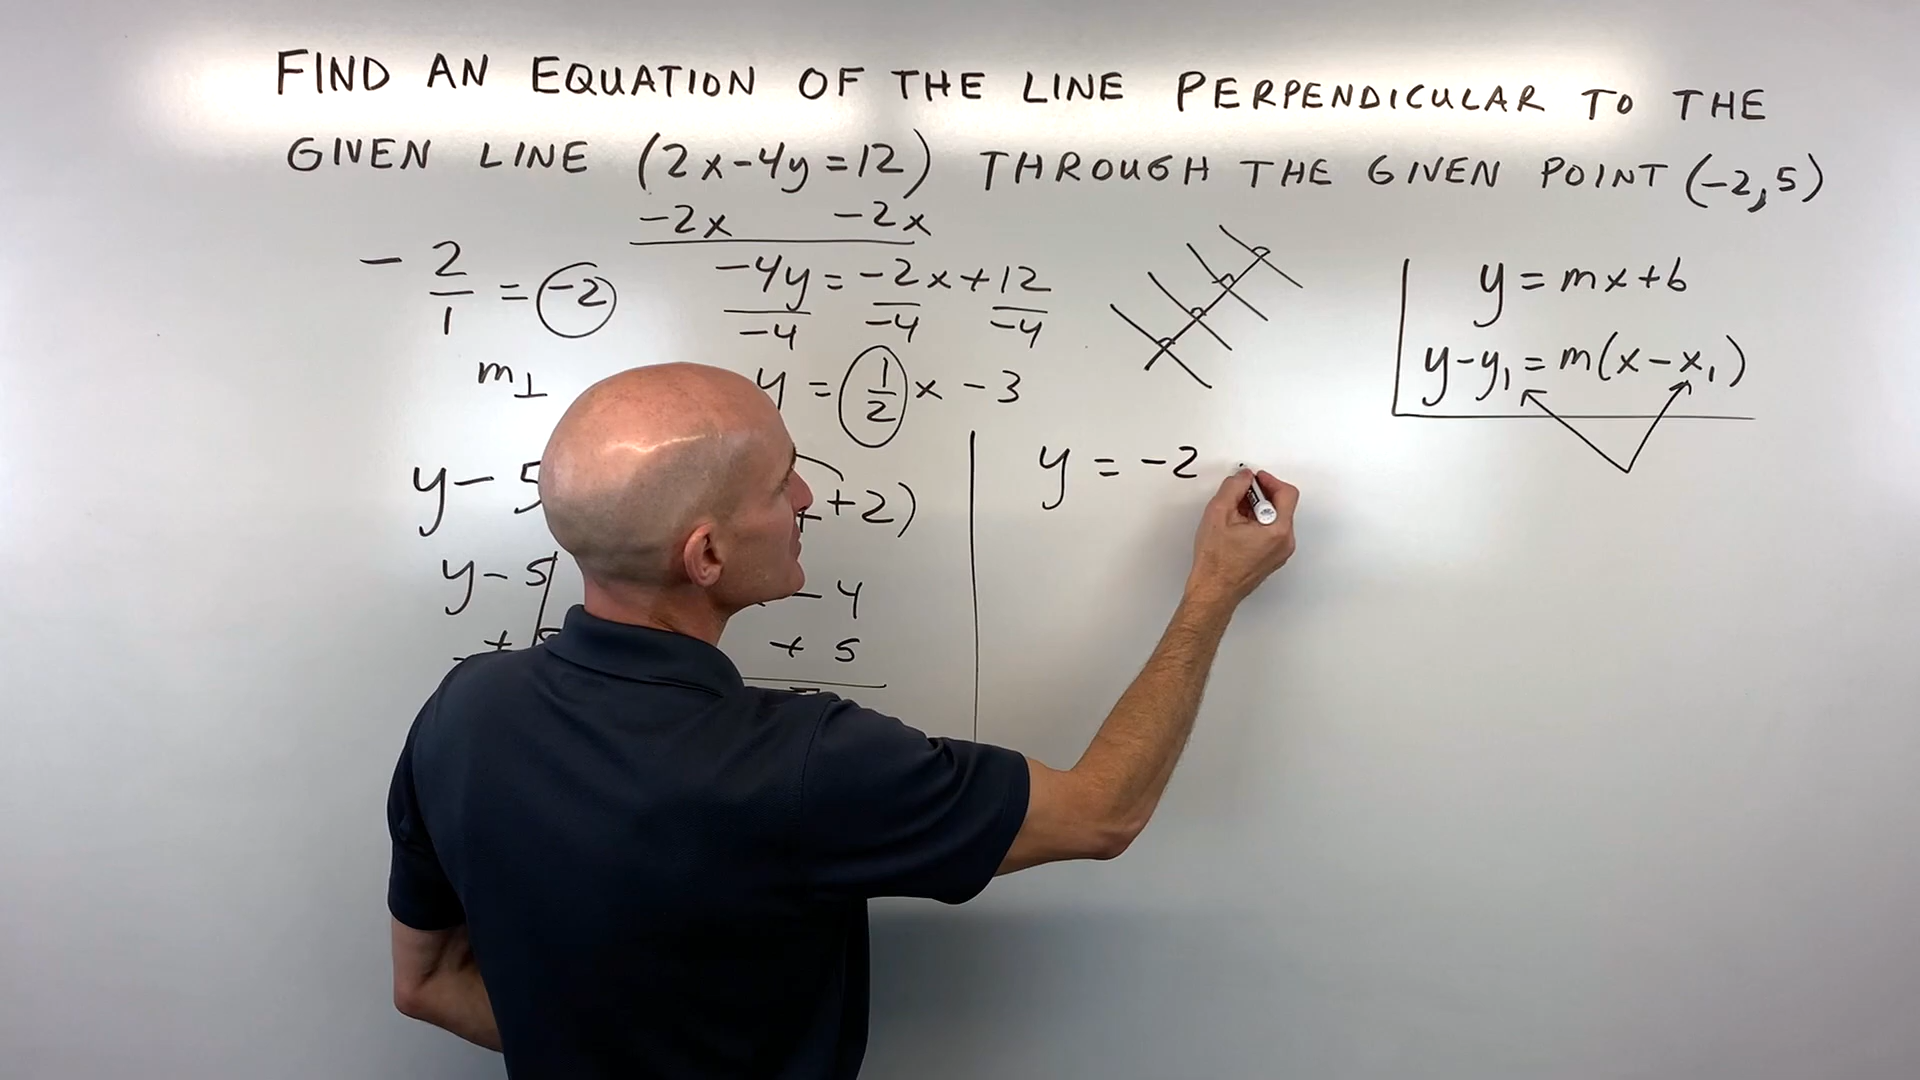 FIND AN EQUATION OF THE LINE PERPENDICULAR TO THE
GIVEN LINE (2x-4y=12) THROUGH THE GIVEN POINT (-2,5)
-2x -2x
-2/1 = -2
-4y = -2x+12
-4 -4 -4
m⊥
y = 1/2 x - 3
y-5 +2)
y-5 -4
+5 +5
y = mx+b
y-y₁ = m(x-x₁)
y = -2